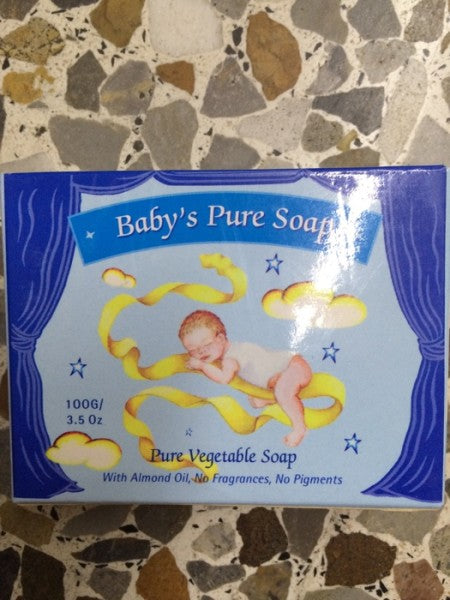 Baby's Pure Soap
100G/
3.5 Oz
Pure Vegetable Soap
With Almond Oil, No Fragrances, No Pigments